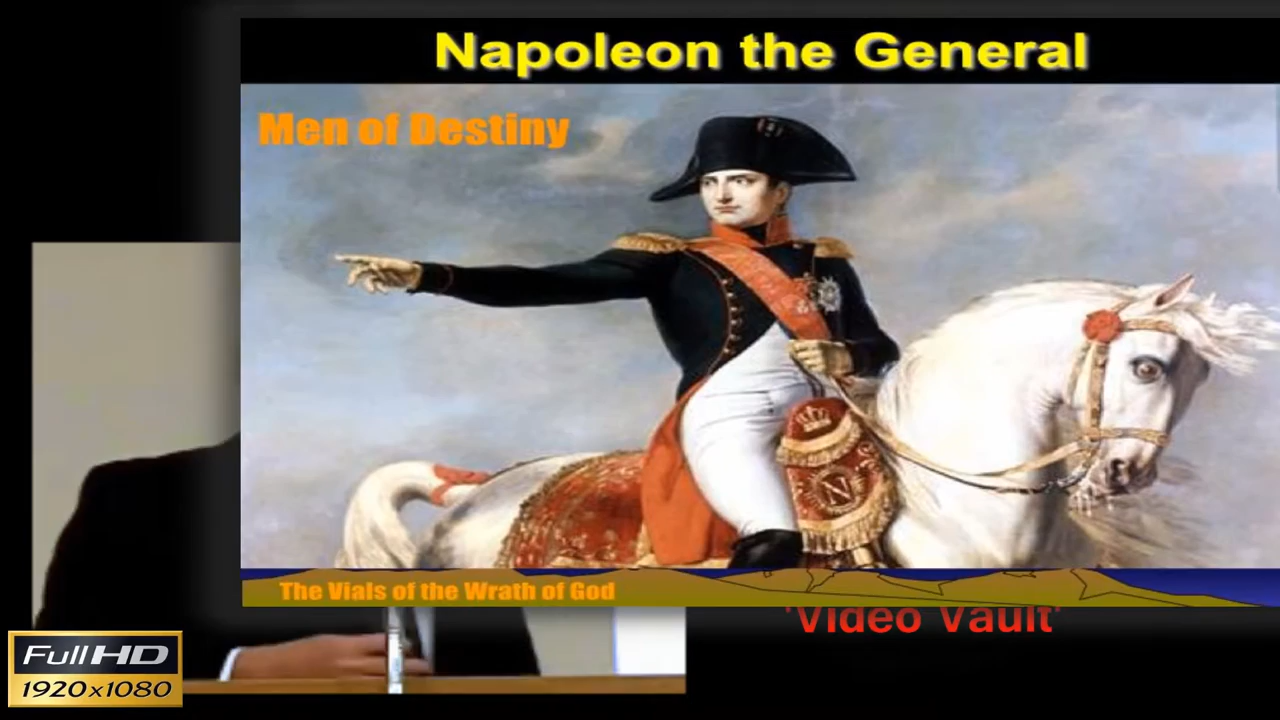 Napoleon the General
Men of Destiny
N
The Vials of the Wrath of God
'Video Vault'
Full HD
1920x1080